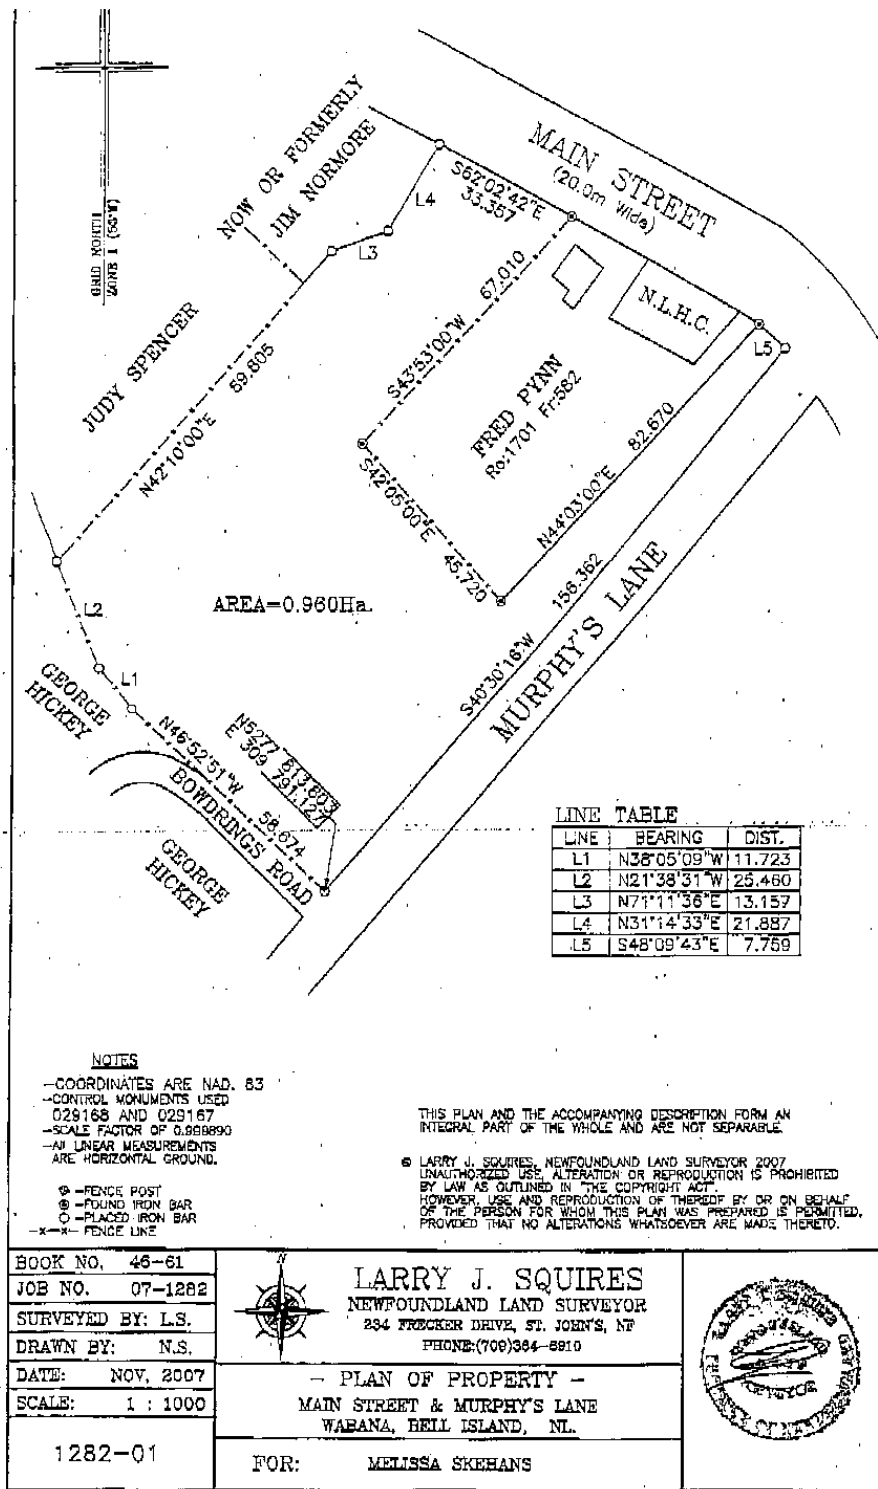 GRID NORTH
ZONE 1 (53°W)
NOW OR FORMERLY
JIM NORMORE
MAIN STREET
(20.0m Wide)
S62°02'42"E
33.357
L4
L3
JUDY SPENCER
N42°10'00"E 59.805
S43°53'00"W 67.010
N.L.H.C.
L5
FRED PYNN
Ro:1701 Fr:582
S42°05'00"E 45.720
N44°03'00"E 82.670
AREA=0.960Ha.
S40°30'16"W 156.362
MURPHY'S LANE
L2
L1
GEORGE
HICKEY
N46°52'51"W 58.674
N5277 813.803
E 309 791.127
BOWDRINGS ROAD
GEORGE
HICKEY
LINE TABLE
LINE BEARING DIST.
L1 N38°05'09"W 11.723
L2 N21°38'31"W 25.460
L3 N71°11'36"E 13.157
L4 N31°14'33"E 21.887
L5 S48°09'43"E 7.759
NOTES
-COORDINATES ARE NAD. 83
-CONTROL MONUMENTS USED
029168 AND 029167
-SCALE FACTOR OF 0.999890
-All LINEAR MEASUREMENTS
ARE HORIZONTAL GROUND.
-FENCE POST
-FOUND IRON BAR
-PLACED IRON BAR
-x-x- FENCE LINE
THIS PLAN AND THE ACCOMPANYING DESCRIPTION FORM AN
INTEGRAL PART OF THE WHOLE AND ARE NOT SEPARABLE.
© LARRY J. SQUIRES, NEWFOUNDLAND LAND SURVEYOR 2007
UNAUTHORIZED USE, ALTERATION OR REPRODUCTION IS PROHIBITED
BY LAW AS OUTLINED IN "THE COPYRIGHT ACT".
HOWEVER, USE AND REPRODUCTION OF THEREOF BY OR ON BEHALF
OF THE PERSON FOR WHOM THIS PLAN WAS PREPARED IS PERMITTED,
PROVIDED THAT NO ALTERATIONS WHATSOEVER ARE MADE THERETO.
BOOK NO. 46-61
JOB NO. 07-1282
SURVEYED BY: L.S.
DRAWN BY: N.S.
DATE: NOV, 2007
SCALE: 1 : 1000
1282-01
N
LARRY J. SQUIRES
NEWFOUNDLAND LAND SURVEYOR
234 FRECKER DRIVE, ST. JOHN'S, NF
PHONE:(709)364-6910
- PLAN OF PROPERTY -
MAIN STREET & MURPHY'S LANE
WABANA, BELL ISLAND, NL.
FOR: MELISSA SKEHANS